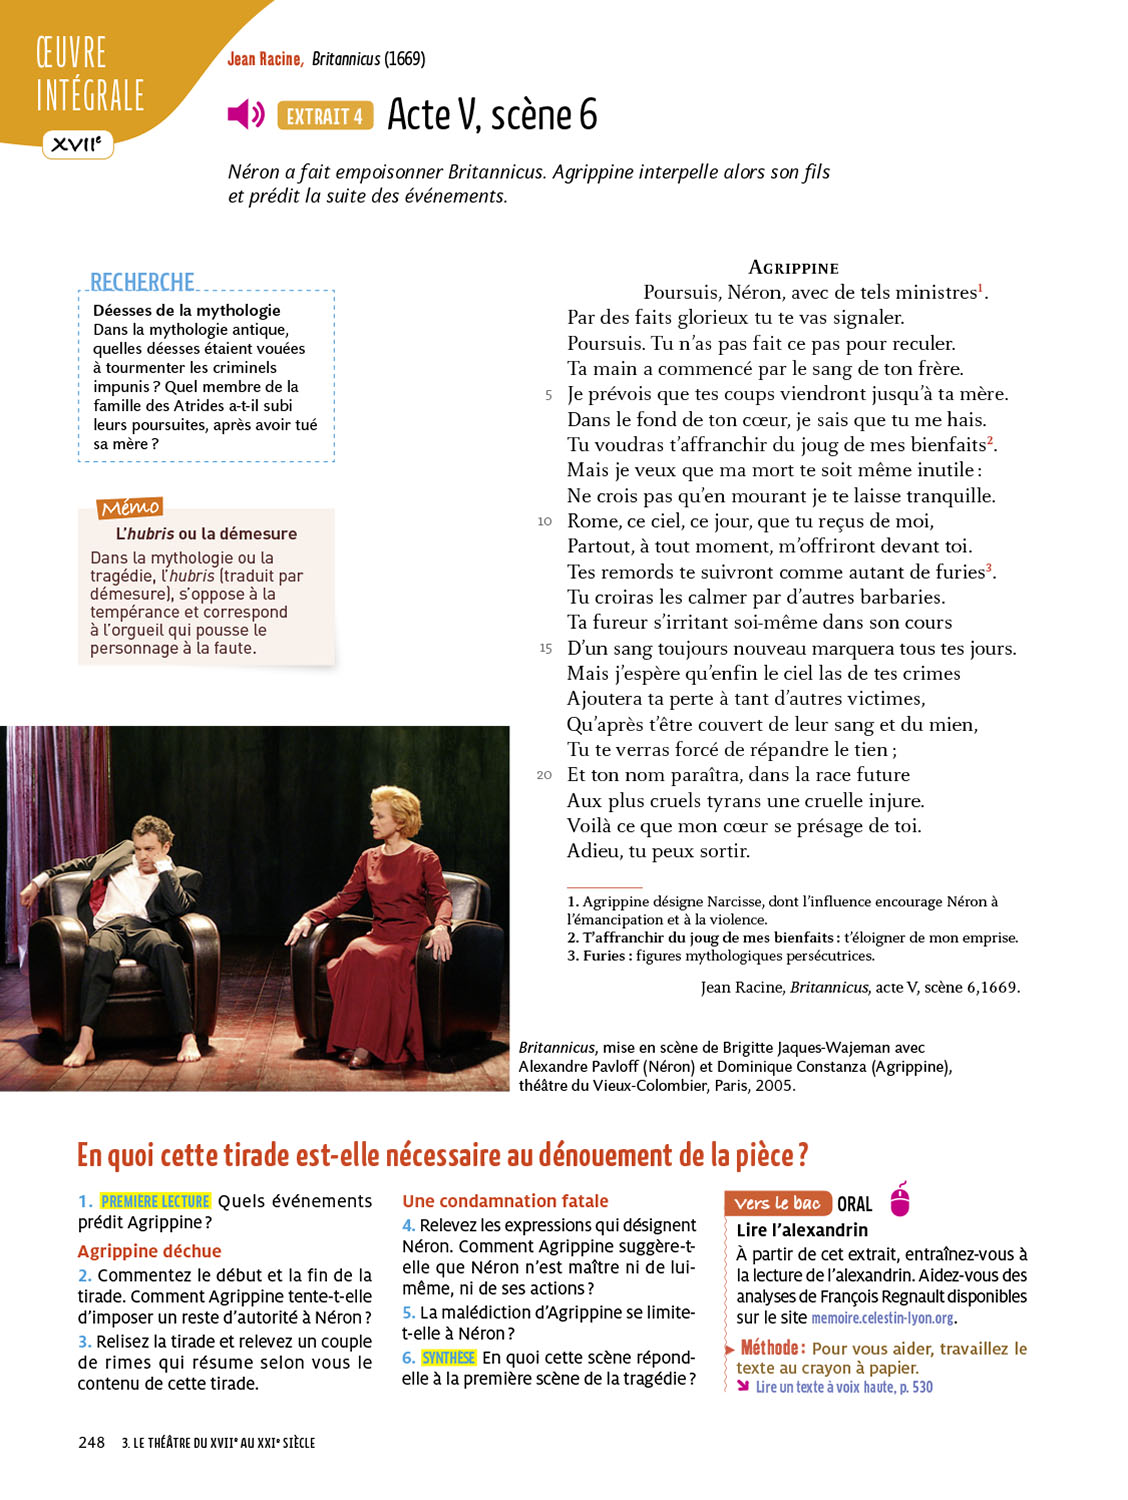 ŒUVRE
INTÉGRALE
XVIIe
Jean Racine, Britannicus (1669)
EXTRAIT 4 Acte V, scène 6
Néron a fait empoisonner Britannicus. Agrippine interpelle alors son fils
et prédit la suite des événements.
RECHERCHE
Déesses de la mythologie
Dans la mythologie antique,
quelles déesses étaient vouées
à tourmenter les criminels
impunis ? Quel membre de la
famille des Atrides a-t-il subi
leurs poursuites, après avoir tué
sa mère ?
Mémo
L'hubris ou la démesure
Dans la mythologie ou la
tragédie, l'hubris (traduit par
démesure), s'oppose à la
tempérance et correspond
à l'orgueil qui pousse le
personnage à la faute.
AGRIPPINE
Poursuis, Néron, avec de tels ministres1.
Par des faits glorieux tu te vas signaler.
Poursuis. Tu n'as pas fait ce pas pour reculer.
Ta main a commencé par le sang de ton frère.
5 Je prévois que tes coups viendront jusqu'à ta mère.
Dans le fond de ton cœur, je sais que tu me hais.
Tu voudras t'affranchir du joug de mes bienfaits2.
Mais je veux que ma mort te soit même inutile :
Ne crois pas qu'en mourant je te laisse tranquille.
10 Rome, ce ciel, ce jour, que tu reçus de moi,
Partout, à tout moment, m'offriront devant toi.
Tes remords te suivront comme autant de furies3.
Tu croiras les calmer par d'autres barbaries.
Ta fureur s'irritant soi-même dans son cours
15 D'un sang toujours nouveau marquera tous tes jours.
Mais j'espère qu'enfin le ciel las de tes crimes
Ajoutera ta perte à tant d'autres victimes,
Qu'après t'être couvert de leur sang et du mien,
Tu te verras forcé de répandre le tien ;
20 Et ton nom paraîtra, dans la race future
Aux plus cruels tyrans une cruelle injure.
Voilà ce que mon cœur se présage de toi.
Adieu, tu peux sortir.
1. Agrippine désigne Narcisse, dont l'influence encourage Néron à
l'émancipation et à la violence.
2. T'affranchir du joug de mes bienfaits : t'éloigner de mon emprise.
3. Furies : figures mythologiques persécutrices.
Jean Racine, Britannicus, acte V, scène 6,1669.
Britannicus, mise en scène de Brigitte Jaques-Wajeman avec
Alexandre Pavloff (Néron) et Dominique Constanza (Agrippine),
théâtre du Vieux-Colombier, Paris, 2005.
En quoi cette tirade est-elle nécessaire au dénouement de la pièce ?
1. PREMIÈRE LECTURE Quels événements
prédit Agrippine ?
Agrippine déchue
2. Commentez le début et la fin de la
tirade. Comment Agrippine tente-t-elle
d'imposer un reste d'autorité à Néron ?
3. Relisez la tirade et relevez un couple
de rimes qui résume selon vous le
contenu de cette tirade.
Une condamnation fatale
4. Relevez les expressions qui désignent
Néron. Comment Agrippine suggère-t-
elle que Néron n'est maître ni de lui-
même, ni de ses actions ?
5. La malédiction d'Agrippine se limite-
t-elle à Néron ?
6. SYNTHÈSE En quoi cette scène répond-
elle à la première scène de la tragédie ?
Vers le bac ORAL
Lire l'alexandrin
À partir de cet extrait, entraînez-vous à
la lecture de l'alexandrin. Aidez-vous des
analyses de François Regnault disponibles
sur le site memoire.celestin-lyon.org.
Méthode : Pour vous aider, travaillez le
texte au crayon à papier.
Lire un texte à voix haute, p. 530
248 3. LE THÉÂTRE DU XVIIe AU XXIe SIÈCLE